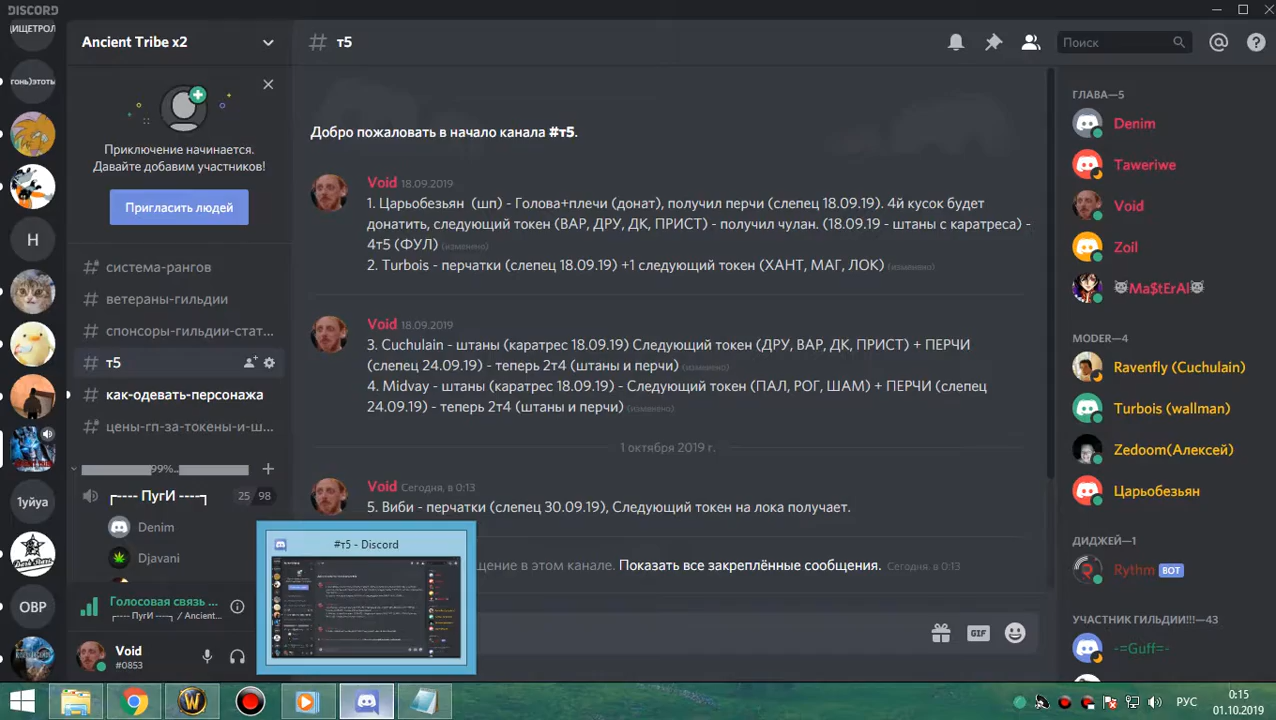 DISCORD
ИЩЕТРОЛ
гонь)этоты
Н
1уйуа
ОВР
Ancient Tribe x2
Приключение начинается.
Давайте добавим участников!
Пригласить людей
система-рангов
ветераны-гильдии
спонсоры-гильдии-стат...
т5
как-одевать-персонажа
цены-гп-за-токены-и-ш...
99%..
┌---- ПугИ ----┐
25 98
Denim
Djavani
Голосовая связь ...
┌---- ПугИ ----┐ / Ancient...
Void
#0853
# т5
Поиск
Добро пожаловать в начало канала #т5.
Void 18.09.2019
1. Царьобезьян (шп) - Голова+плечи (донат), получил перчи (слепец 18.09.19). 4й кусок будет
донатить, следующий токен (ВАР, ДРУ, ДК, ПРИСТ) - получил чулан. (18.09.19 - штаны с каратреса) -
4т5 (ФУЛ) (изменено)
2. Turbois - перчатки (слепец 18.09.19) +1 следующий токен (ХАНТ, МАГ, ЛОК) (изменено)
Void 18.09.2019
3. Cuchulain - штаны (каратрес 18.09.19) Следующий токен (ДРУ, ВАР, ДК, ПРИСТ) + ПЕРЧИ
(слепец 24.09.19) - теперь 2т4 (штаны и перчи) (изменено)
4. Midvay - штаны (каратрес 18.09.19) - Следующий токен (ПАЛ, РОГ, ШАМ) + ПЕРЧИ (слепец
24.09.19) - теперь 2т4 (штаны и перчи) (изменено)
1 октября 2019 г.
Void Сегодня, в 0:13
5. Виби - перчатки (слепец 30.09.19), Следующий токен на лока получает.
щение в этом канале. Показать все закреплённые сообщения. Сегодня, в 0:13
#т5 - Discord
GIF
ГЛАВА—5
Denim
Taweriwe
Void
Zoil
😈Ma$tErAl😈
MODER—4
Ravenfly (Cuchulain)
Turbois (wallman)
Zedoom(Алексей)
Царьобезьян
ДИДЖЕЙ—1
Rythm БОТ
УЧАСТНИК ГИЛЬДИИ!!!—43
-=Guff=-
РУС
0:15
01.10.2019